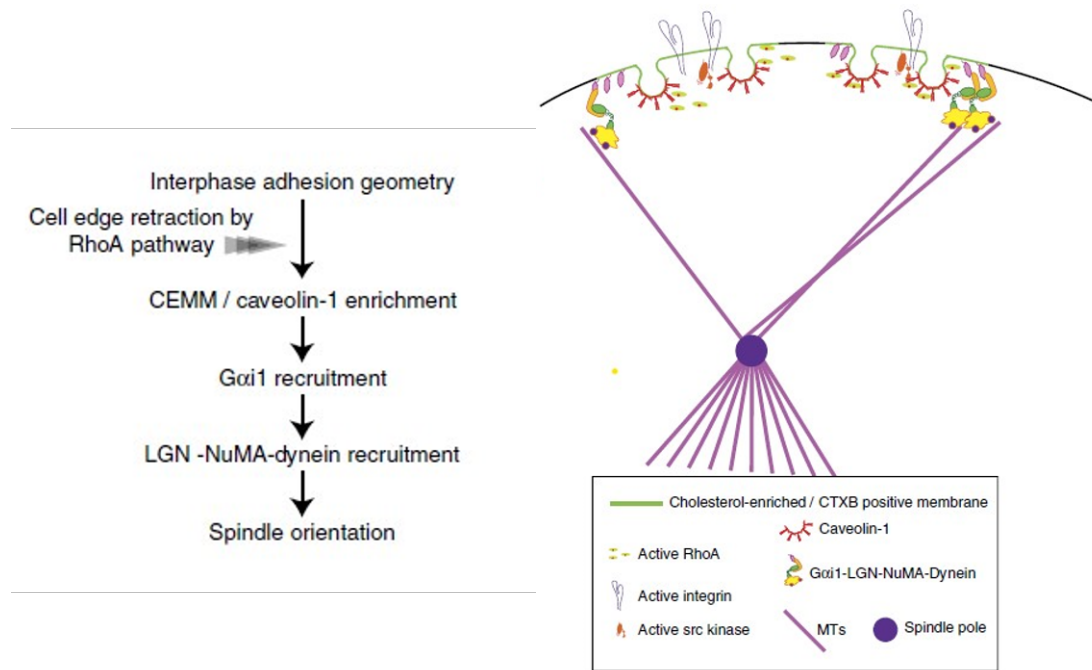 Interphase adhesion geometry
Cell edge retraction by
RhoA pathway
CEMM / caveolin-1 enrichment
Gαi1 recruitment
LGN -NuMA-dynein recruitment
Spindle orientation
Cholesterol-enriched / CTXB positive membrane
Caveolin-1
Active RhoA
Gαi1-LGN-NuMA-Dynein
Active integrin
Active src kinase
MTs
Spindle pole